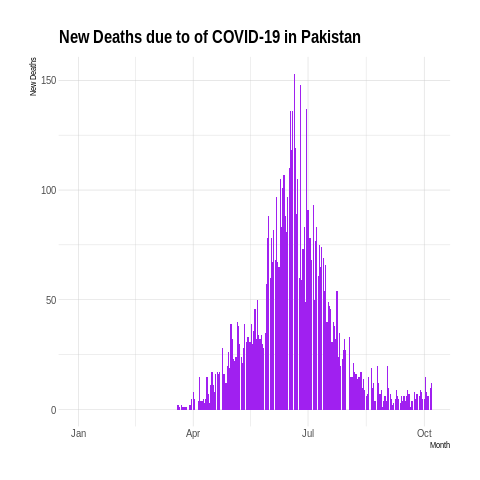 New Deaths due to of COVID-19 in Pakistan
New Deaths
150
100
50
0
Jan Apr Jul Oct
Month